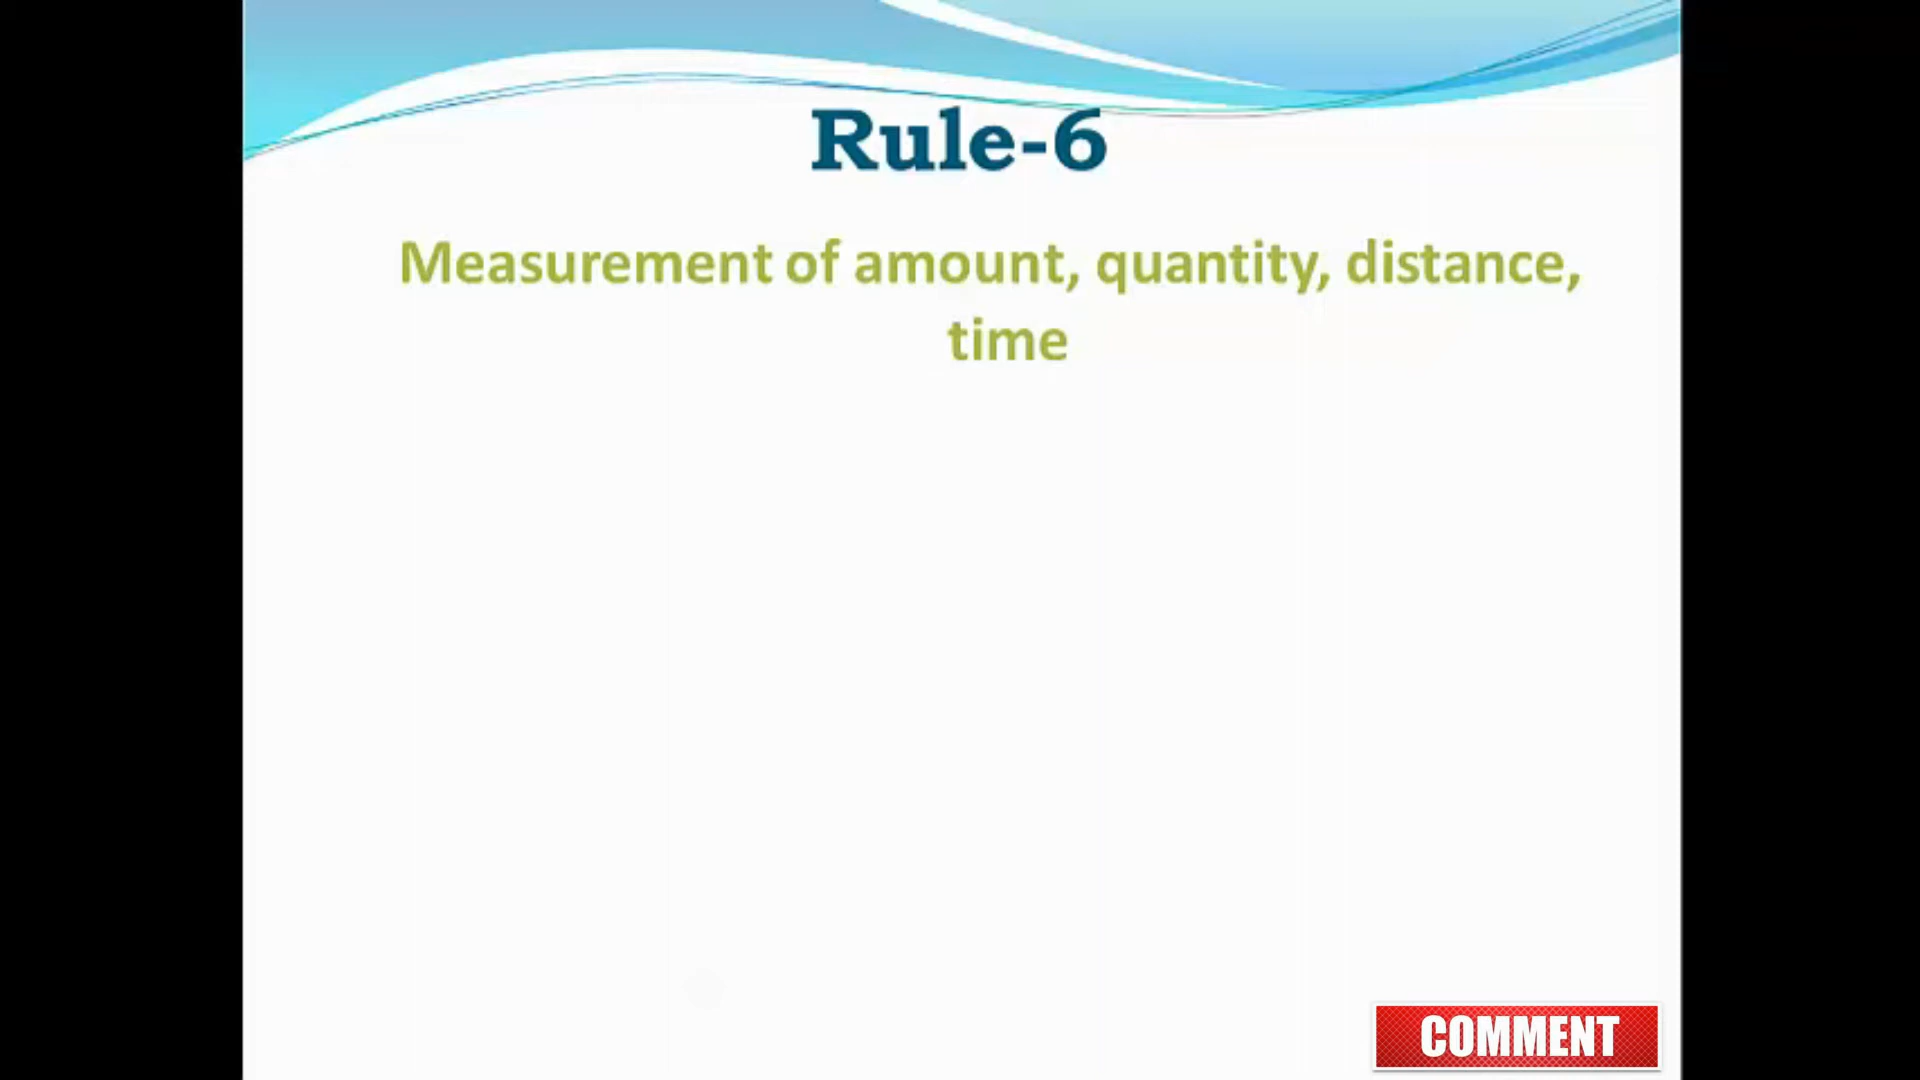 Rule-6
Measurement of amount, quantity, distance,
time
COMMENT